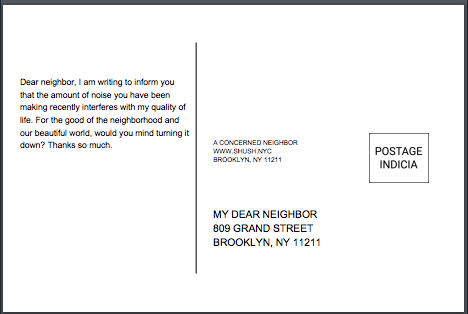 Dear neighbor, I am writing to inform you
that the amount of noise you have been
making recently interferes with my quality of
life. For the good of the neighborhood and
our beautiful world, would you mind turning it
down? Thanks so much.
A CONCERNED NEIGHBOR
WWW.SHUSH.NYC
BROOKLYN, NY 11211
POSTAGE
INDICIA
MY DEAR NEIGHBOR
809 GRAND STREET
BROOKLYN, NY 11211